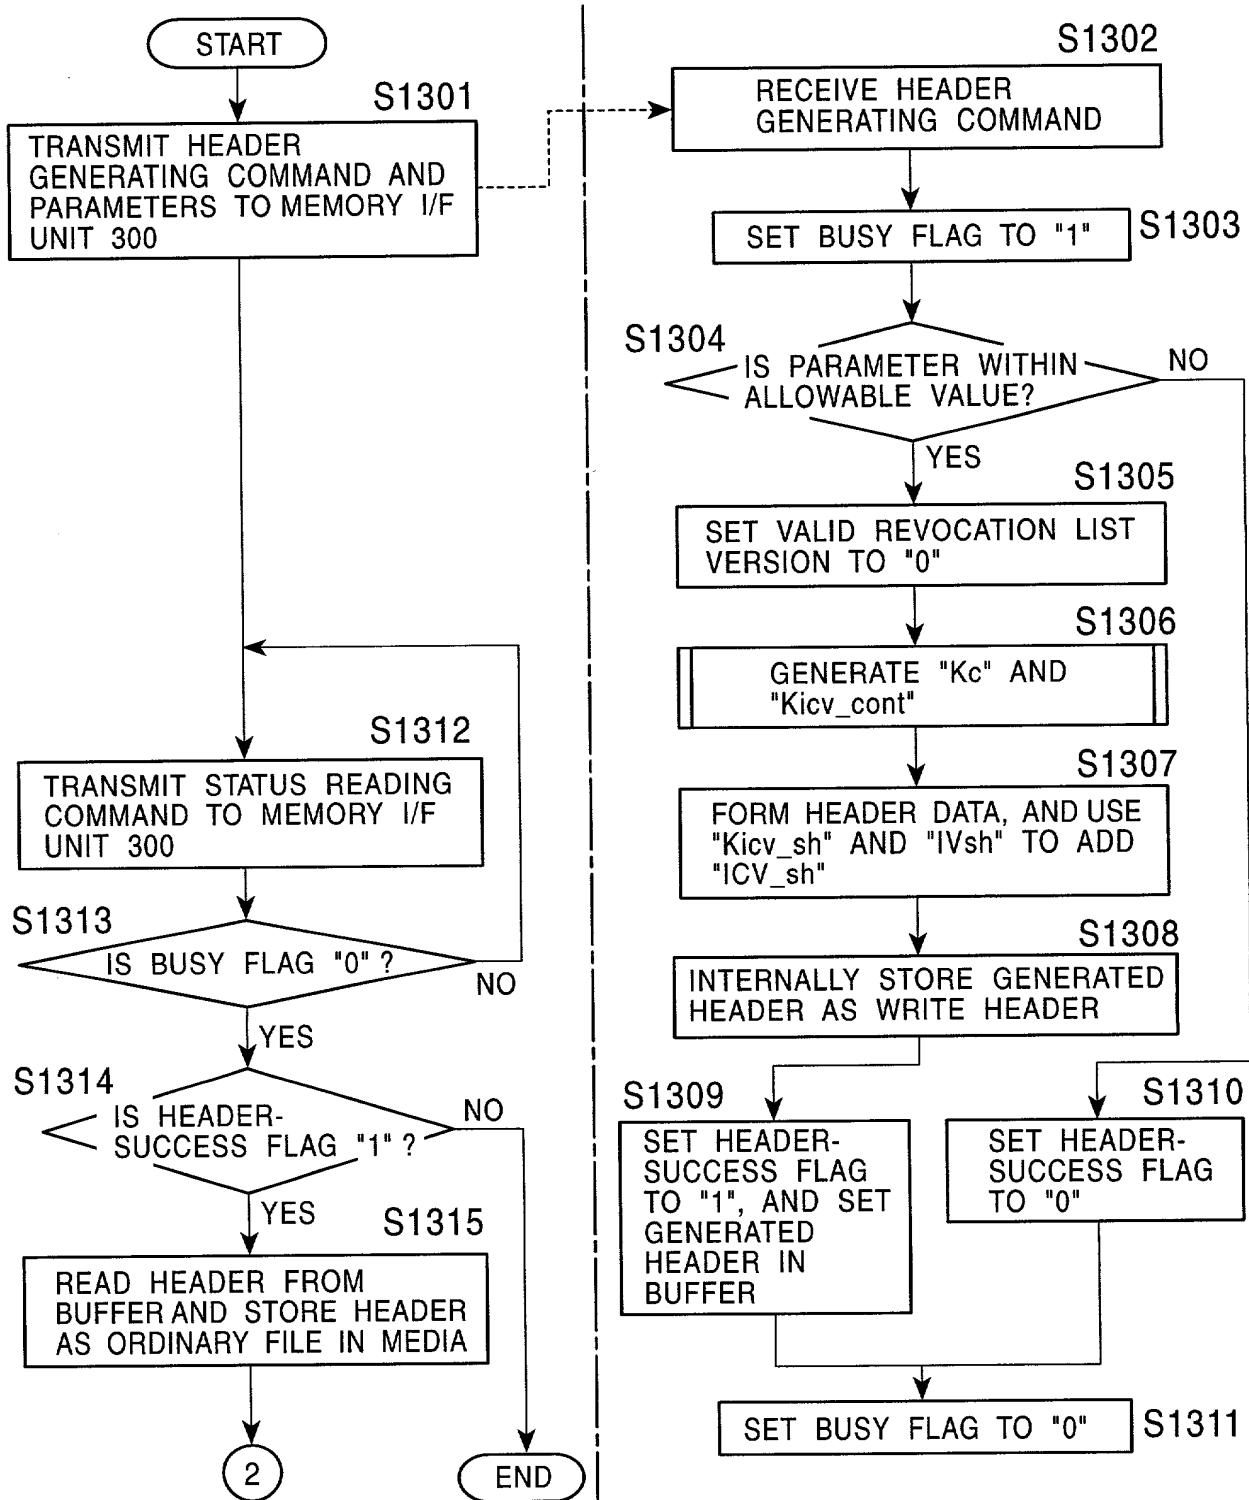 START
S1301
TRANSMIT HEADER
GENERATING COMMAND AND
PARAMETERS TO MEMORY I/F
UNIT 300
S1312
TRANSMIT STATUS READING
COMMAND TO MEMORY I/F
UNIT 300
S1313
IS BUSY FLAG "0" ?
NO
YES
S1314
IS HEADER-
SUCCESS FLAG "1" ?
NO
YES
S1315
READ HEADER FROM
BUFFER AND STORE HEADER
AS ORDINARY FILE IN MEDIA
2
END
S1302
RECEIVE HEADER
GENERATING COMMAND
S1303
SET BUSY FLAG TO "1"
S1304
IS PARAMETER WITHIN
ALLOWABLE VALUE?
NO
YES
S1305
SET VALID REVOCATION LIST
VERSION TO "0"
S1306
GENERATE "Kc" AND
"Kicv_cont"
S1307
FORM HEADER DATA, AND USE
"Kicv_sh" AND "IVsh" TO ADD
"ICV_sh"
S1308
INTERNALLY STORE GENERATED
HEADER AS WRITE HEADER
S1309
SET HEADER-
SUCCESS FLAG
TO "1", AND SET
GENERATED
HEADER IN
BUFFER
S1310
SET HEADER-
SUCCESS FLAG
TO "0"
SET BUSY FLAG TO "0"
S1311